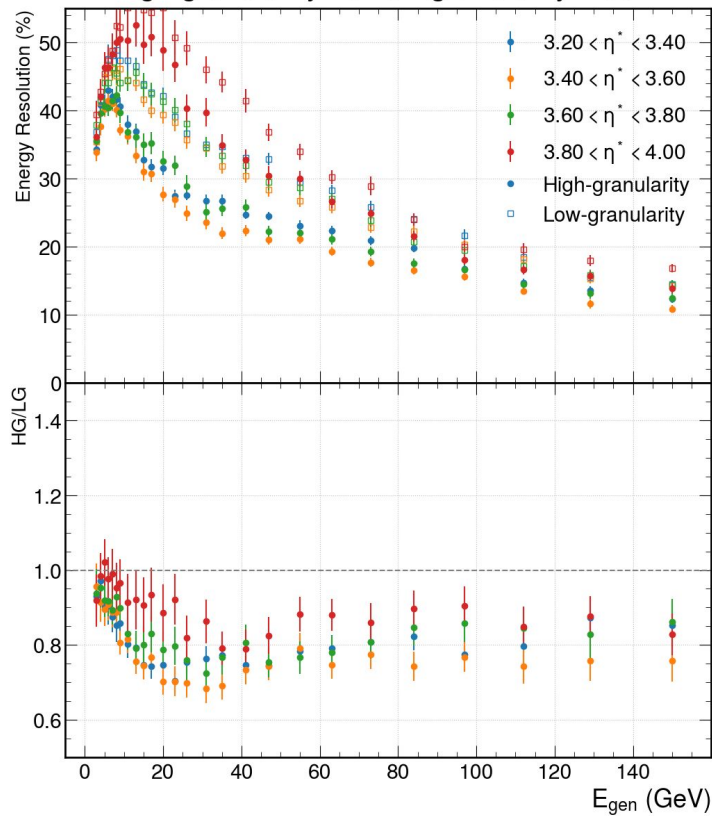 Energy Resolution (%)
50
40
30
20
10
0
3.20 < η* < 3.40
3.40 < η* < 3.60
3.60 < η* < 3.80
3.80 < η* < 4.00
High-granularity
Low-granularity
HG/LG
1.4
1.2
1.0
0.8
0.6
0 20 40 60 80 100 120 140
E_gen (GeV)